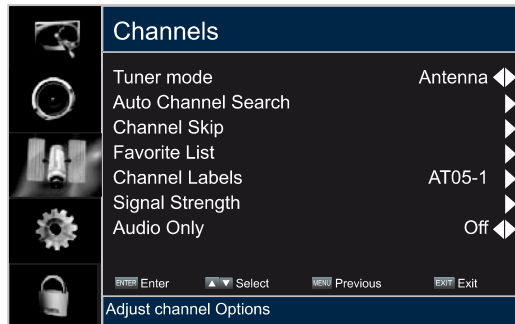 Channels
Tuner mode Antenna
Auto Channel Search
Channel Skip
Favorite List
Channel Labels AT05-1
Signal Strength
Audio Only Off
ENTER Enter ▲ ▼ Select MENU Previous EXIT Exit
Adjust channel Options